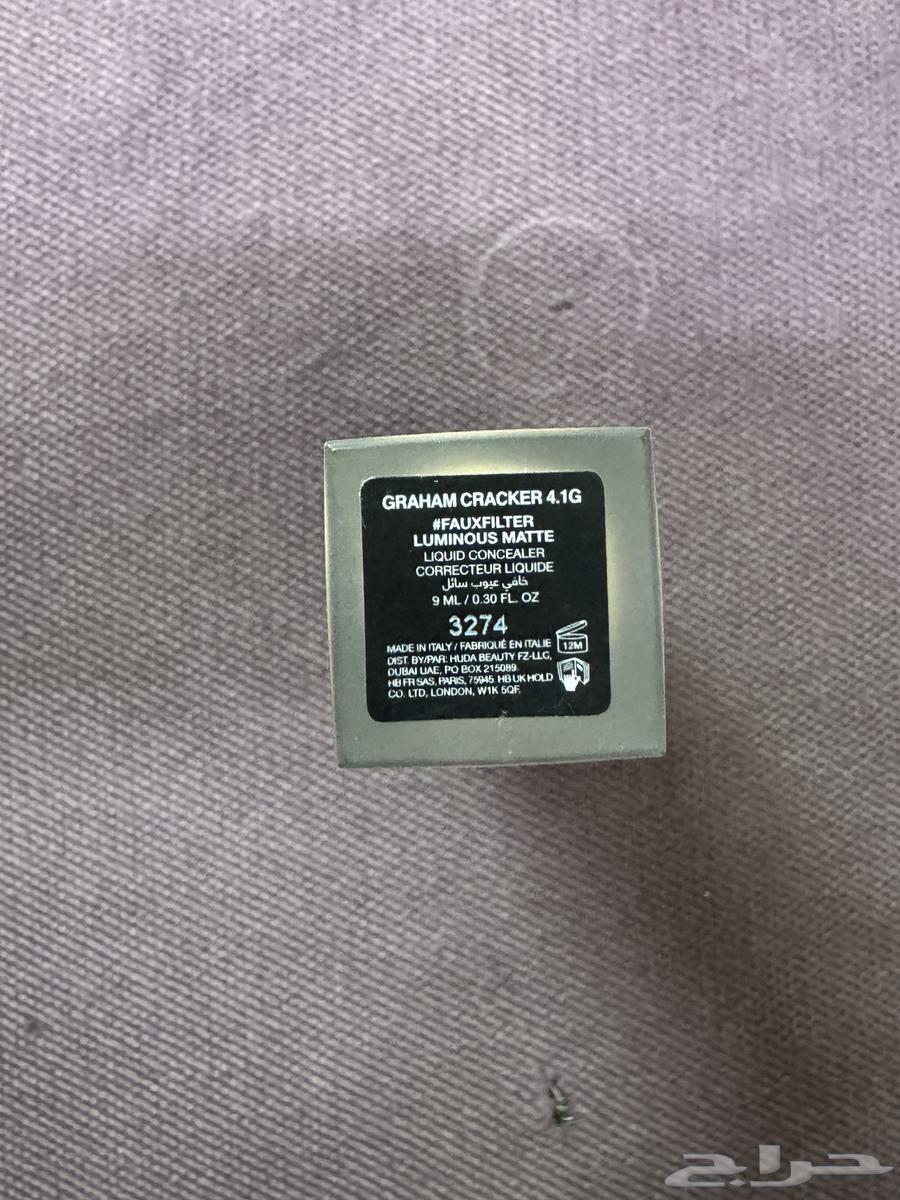 GRAHAM CRACKER 4.1G
#FAUXFILTER
LUMINOUS MATTE
LIQUID CONCEALER
CORRECTEUR LIQUIDE
خافي عيوب سائل
9 ML / 0.30 FL. OZ
3274
12M
MADE IN ITALY / FABRIQUÉ EN ITALIE
DIST. BY/PAR: HUDA BEAUTY FZ-LLC,
DUBAI UAE, PO BOX 215089.
HB FR SAS, PARIS, 75945. HB UK HOLD
CO. LTD, LONDON, W1K 5QF.
حراج